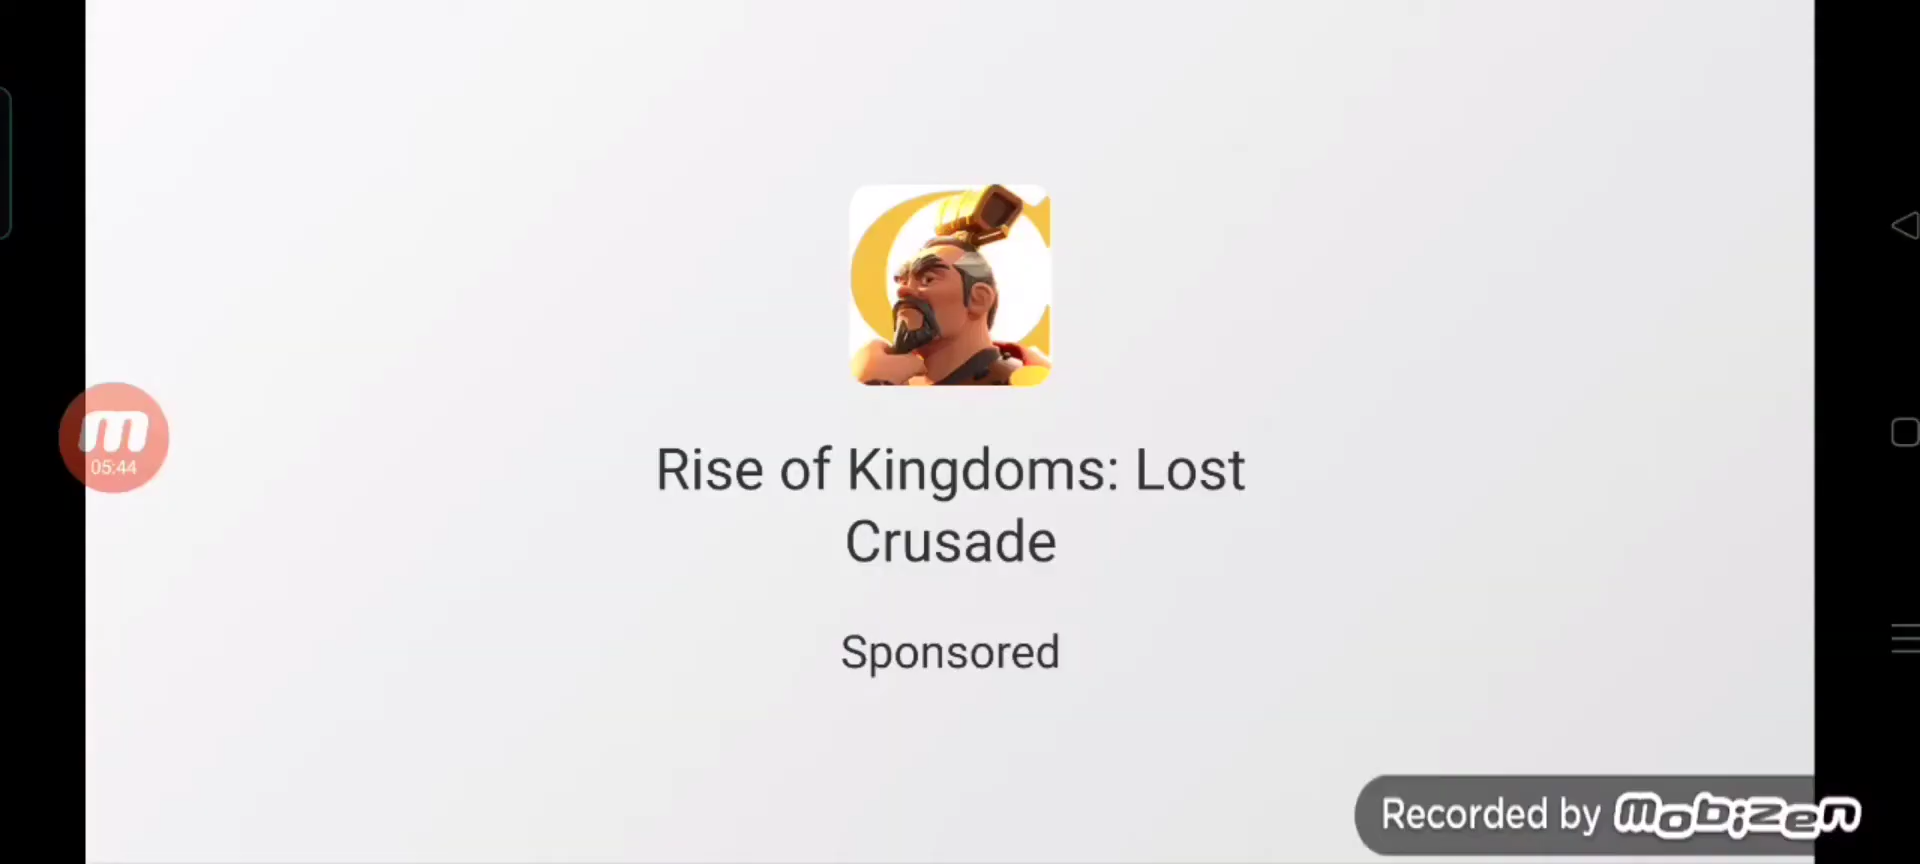 Rise of Kingdoms: Lost
Crusade
Sponsored
m
05:44
Recorded by mobizen